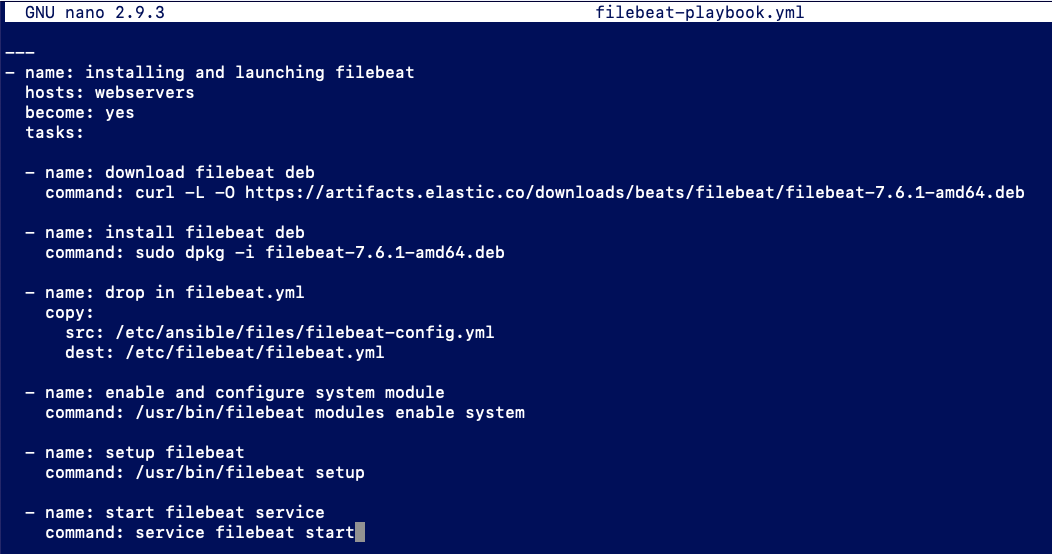 GNU nano 2.9.3 filebeat-playbook.yml
---
- name: installing and launching filebeat
  hosts: webservers
  become: yes
  tasks:
  - name: download filebeat deb
    command: curl -L -O https://artifacts.elastic.co/downloads/beats/filebeat/filebeat-7.6.1-amd64.deb
  - name: install filebeat deb
    command: sudo dpkg -i filebeat-7.6.1-amd64.deb
  - name: drop in filebeat.yml
    copy:
      src: /etc/ansible/files/filebeat-config.yml
      dest: /etc/filebeat/filebeat.yml
  - name: enable and configure system module
    command: /usr/bin/filebeat modules enable system
  - name: setup filebeat
    command: /usr/bin/filebeat setup
  - name: start filebeat service
    command: service filebeat start